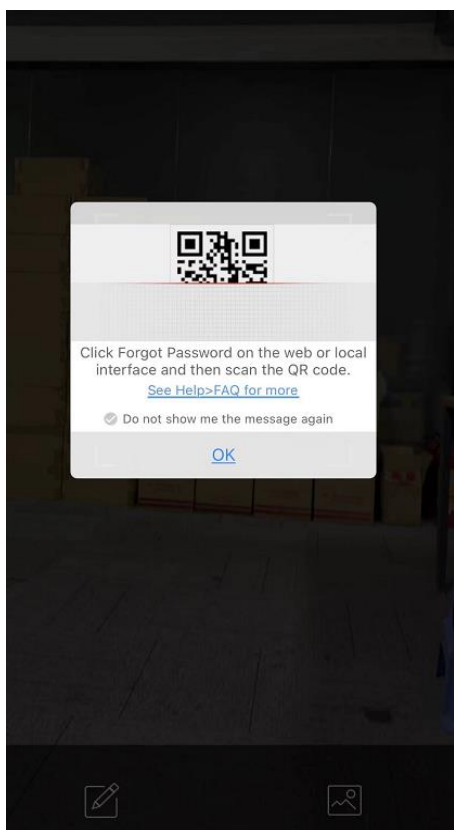 Click Forgot Password on the web or local
interface and then scan the QR code.
See Help>FAQ for more
Do not show me the message again
OK